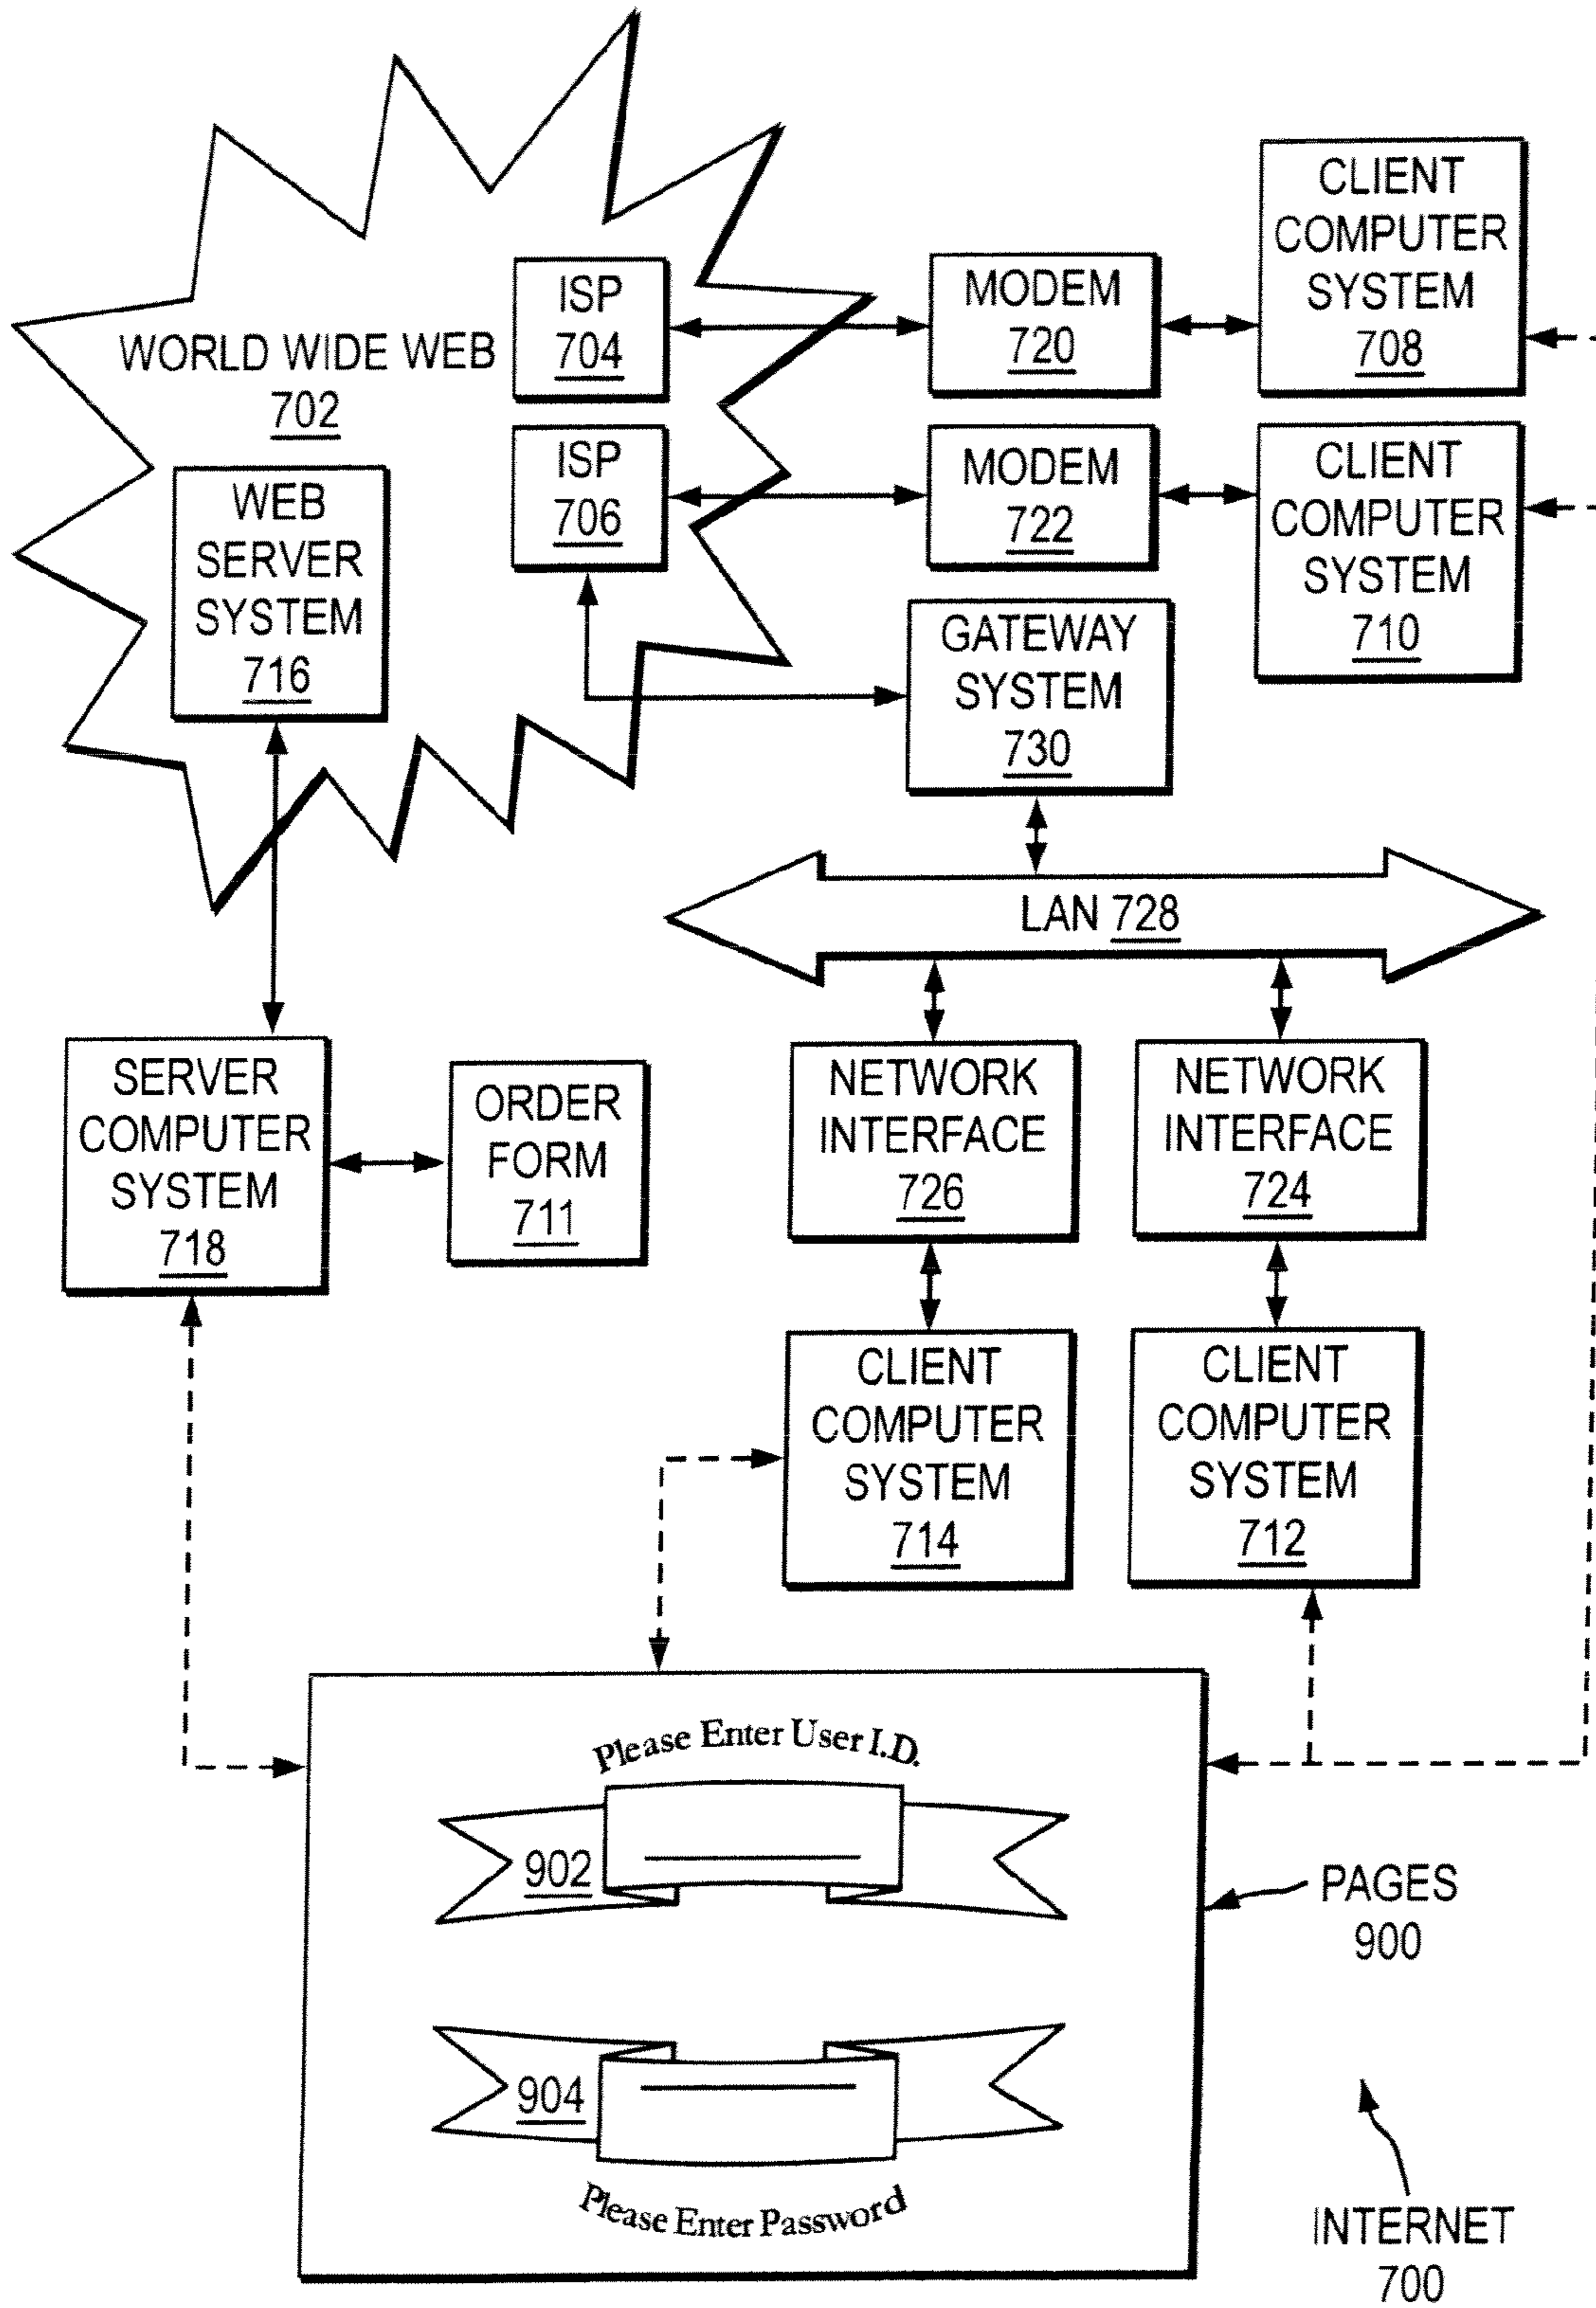 CLIENT
COMPUTER
SYSTEM
708
ISP
704
MODEM
720
WORLD WIDE WEB
702
ISP
706
MODEM
722
CLIENT
COMPUTER
SYSTEM
710
WEB
SERVER
SYSTEM
716
GATEWAY
SYSTEM
730
LAN 728
SERVER
COMPUTER
SYSTEM
718
ORDER
FORM
711
NETWORK
INTERFACE
726
NETWORK
INTERFACE
724
CLIENT
COMPUTER
SYSTEM
714
CLIENT
COMPUTER
SYSTEM
712
Please Enter User I.D.
902
PAGES
900
904
Please Enter Password
INTERNET
700